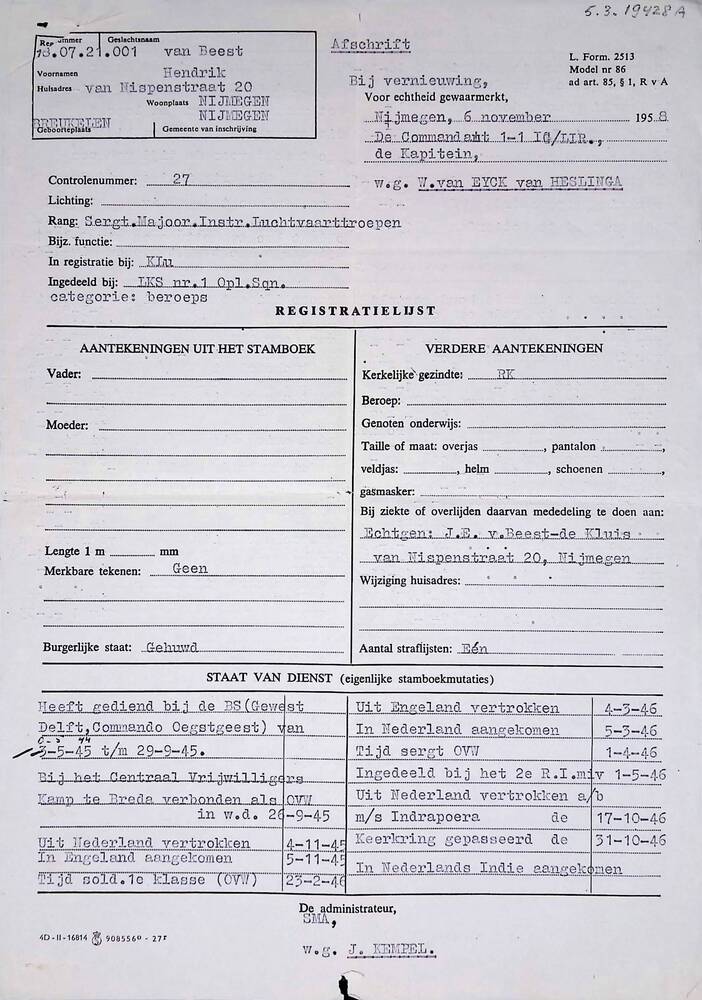 5.3.19428A
Afschrift
Geslachtsnaam
.07.21.001 van Beest
Voornamen Hendrik
Huisadres van Nispenstraat 20
Woonplaats NIJMEGEN
NIJMEGEN
BREUKELEN
Geboorteplaats Gemeente van inschrijving
L. Form. 2513
Model nr 86
ad art. 85, § 1, R v A
Bij vernieuwing,
Voor echtheid gewaarmerkt,
Nijmegen, 6 november 1958
De Commandant 1-1 IG/LIR.,
de Kapitein,
w.g. W.van EYCK van HESLINGA
Controlenummer: 27
Lichting:
Rang: Sergt.Majoor.Instr.Luchtvaarttroepen
Bijz. functie:
In registratie bij: KLu
Ingedeeld bij: LKS nr.1 Opl.Sqn.
categorie: beroeps
REGISTRATIELIJST
AANTEKENINGEN UIT HET STAMBOEK
Vader:
Moeder:
Lengte 1 m mm
Merkbare tekenen: Geen
Burgerlijke staat: Gehuwd
VERDERE AANTEKENINGEN
Kerkelijke gezindte: RK
Beroep:
Genoten onderwijs:
Taille of maat: overjas , pantalon ,
veldjas: , helm , schoenen ,
gasmasker:
Bij ziekte of overlijden daarvan mededeling te doen aan:
Echtgen: J.E. v.Beest-de Kluis
van Nispenstraat 20, Nijmegen
Wijziging huisadres:
Aantal straflijsten: Eén
STAAT VAN DIENST (eigenlijke stamboekmutaties)
Heeft gediend bij de BS(Gewest
Delft,Commando Oegstgeest) van
3-5-45 t/m 29-9-45.
Bij het Centraal Vrijwilligers
Kamp te Breda verbonden als OVW
in w.d. 26-9-45
Uit Nederland vertrokken 4-11-45
In Engeland aangekomen 5-11-45
Tijd sold.1e klasse (OVW) 23-2-46
Uit Engeland vertrokken 4-3-46
In Nederland aangekomen 5-3-46
Tijd sergt OVW 1-4-46
Ingedeeld bij het 2e R.I.miv 1-5-46
Uit Nederland vertrokken a/b
m/s Indrapoera de 17-10-46
Keerkring gepasseerd de 31-10-46
In Nederlands Indie aangekomen
De administrateur,
SMA,
w.g. J. KEMPEL.
4D-II-16814 908556º - 27⁵